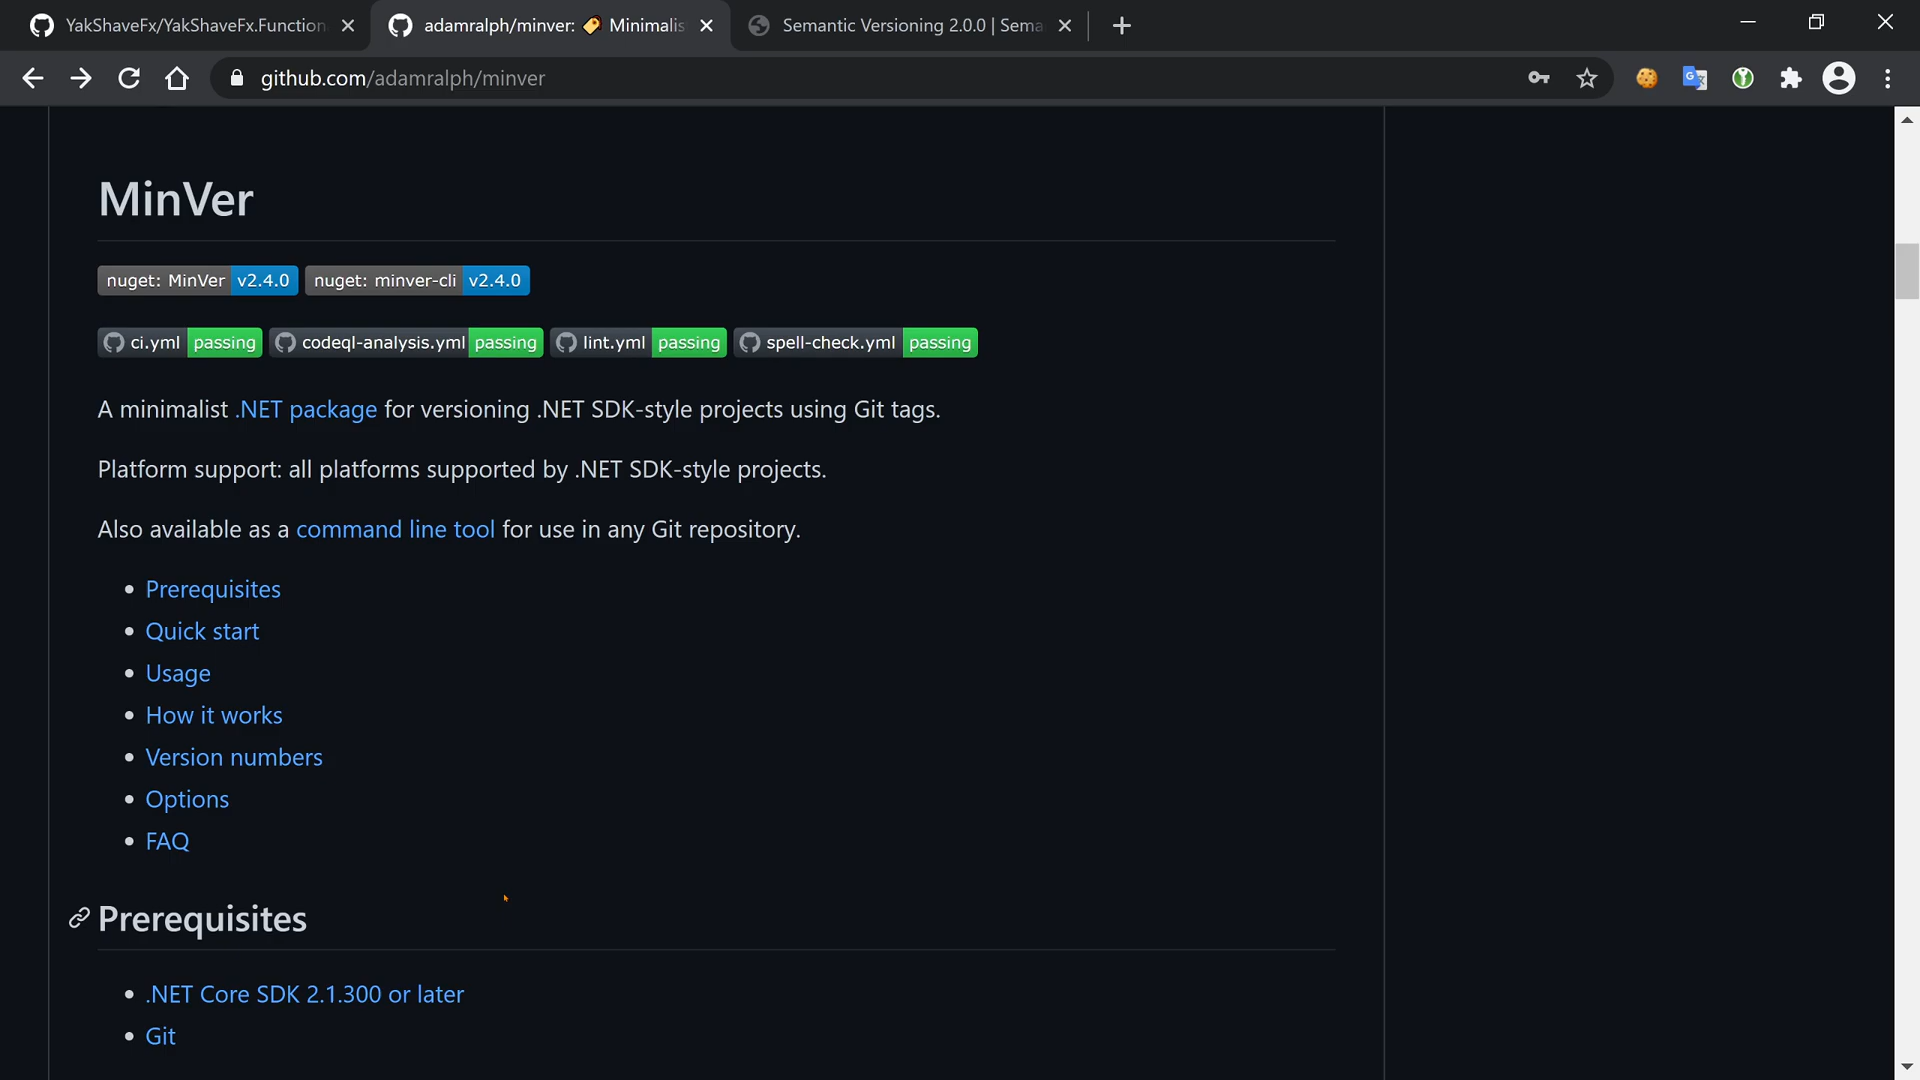 YakShaveFx/YakShaveFx.Function
adamralph/minver: 🏷️ Minimalis
Semantic Versioning 2.0.0 | Sema
github.com/adamralph/minver
MinVer
nuget: MinVer v2.4.0 nuget: minver-cli v2.4.0
ci.yml passing codeql-analysis.yml passing lint.yml passing spell-check.yml passing
A minimalist .NET package for versioning .NET SDK-style projects using Git tags.
Platform support: all platforms supported by .NET SDK-style projects.
Also available as a command line tool for use in any Git repository.
Prerequisites
Quick start
Usage
How it works
Version numbers
Options
FAQ
Prerequisites
.NET Core SDK 2.1.300 or later
Git